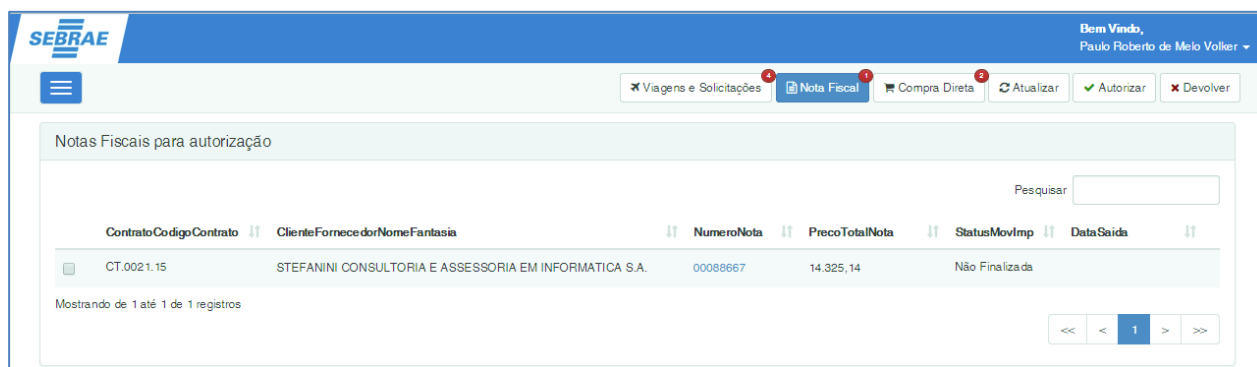 SEBRAE
Bem Vindo,
Paulo Roberto de Melo Volker
Viagens e Solicitações 4 Nota Fiscal 1 Compra Direta 2 Atualizar Autorizar Devolver
Notas Fiscais para autorização
Pesquisar
ContratoCodigoContrato ClienteFornecedorNomeFantasia NumeroNota PrecoTotalNota StatusMovImp DataSaida
CT.0021.15 STEFANINI CONSULTORIA E ASSESSORIA EM INFORMATICA S.A. 00088667 14.325,14 Não Finalizada
Mostrando de 1 até 1 de 1 registros
<< < 1 > >>